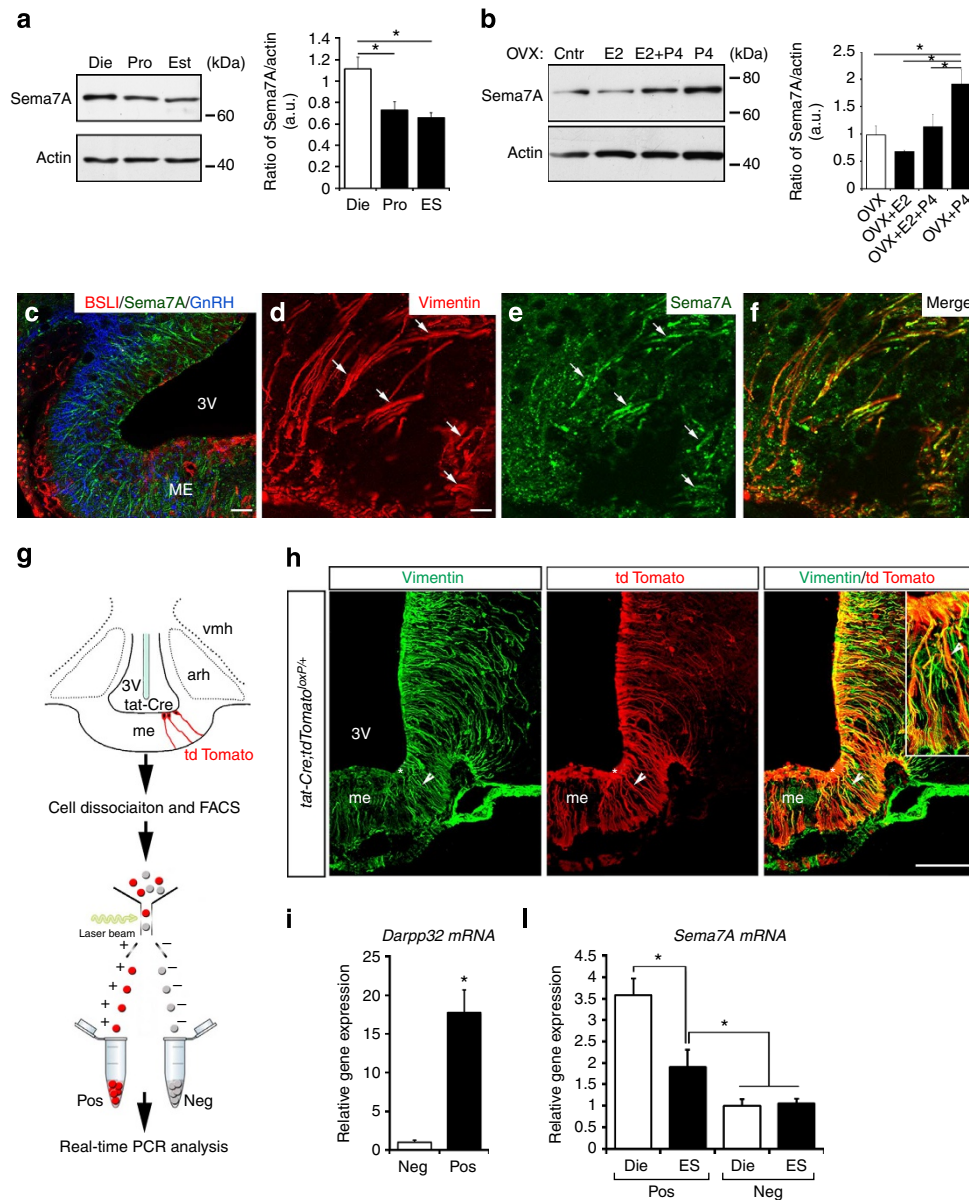 a
Die Pro Est (kDa)
Sema7A
60
Actin
40
Ratio of Sema7A/actin
(a.u.)
1.4
1.2
1
0.8
0.6
0.4
0.2
0
*
*
Die Pro ES
b
OVX: Cntr E2 E2+P4 P4 (kDa)
80
Sema7A
60
Actin
40
Ratio of Sema7A/actin
(a.u.)
2.5
2
1.5
1
0.5
0
*
*
*
OVX
OVX+E2
OVX+E2+P4
OVX+P4
c
BSLI/Sema7A/GnRH
3V
ME
d
Vimentin
e
Sema7A
f
Merge
g
vmh
arh
3V
tat-Cre
me
td Tomato
Cell dissociaiton and FACS
Laser beam
+ −
+ −
+ −
+ −
+ −
Pos Neg
Real-time PCR analysis
h
Vimentin
td Tomato
Vimentin/td Tomato
tat-Cre;tdTomatoloxP/+
3V
*
me
*
me
*
me
i
Darpp32 mRNA
Relative gene expression
25
20
15
10
5
0
*
Neg Pos
l
Sema7A mRNA
Relative gene expression
4.5
4
3.5
3
2.5
2
1.5
1
0.5
0
*
*
Die ES Die ES
Pos Neg